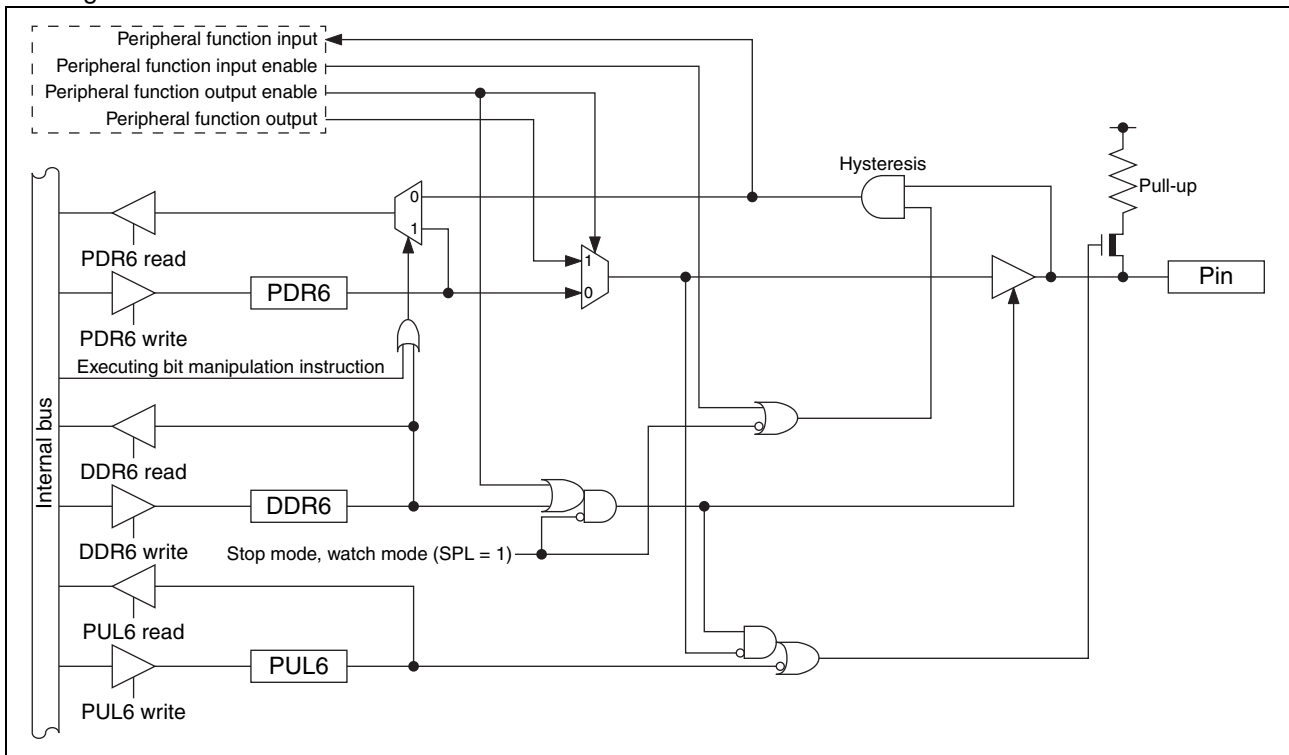 Peripheral function input
Peripheral function input enable
Peripheral function output enable
Peripheral function output
Hysteresis
Pull-up
0
1
PDR6 read
1
0
PDR6
Pin
PDR6 write
Executing bit manipulation instruction
Internal bus
DDR6 read
DDR6
DDR6 write
Stop mode, watch mode (SPL = 1)
PUL6 read
PUL6
PUL6 write